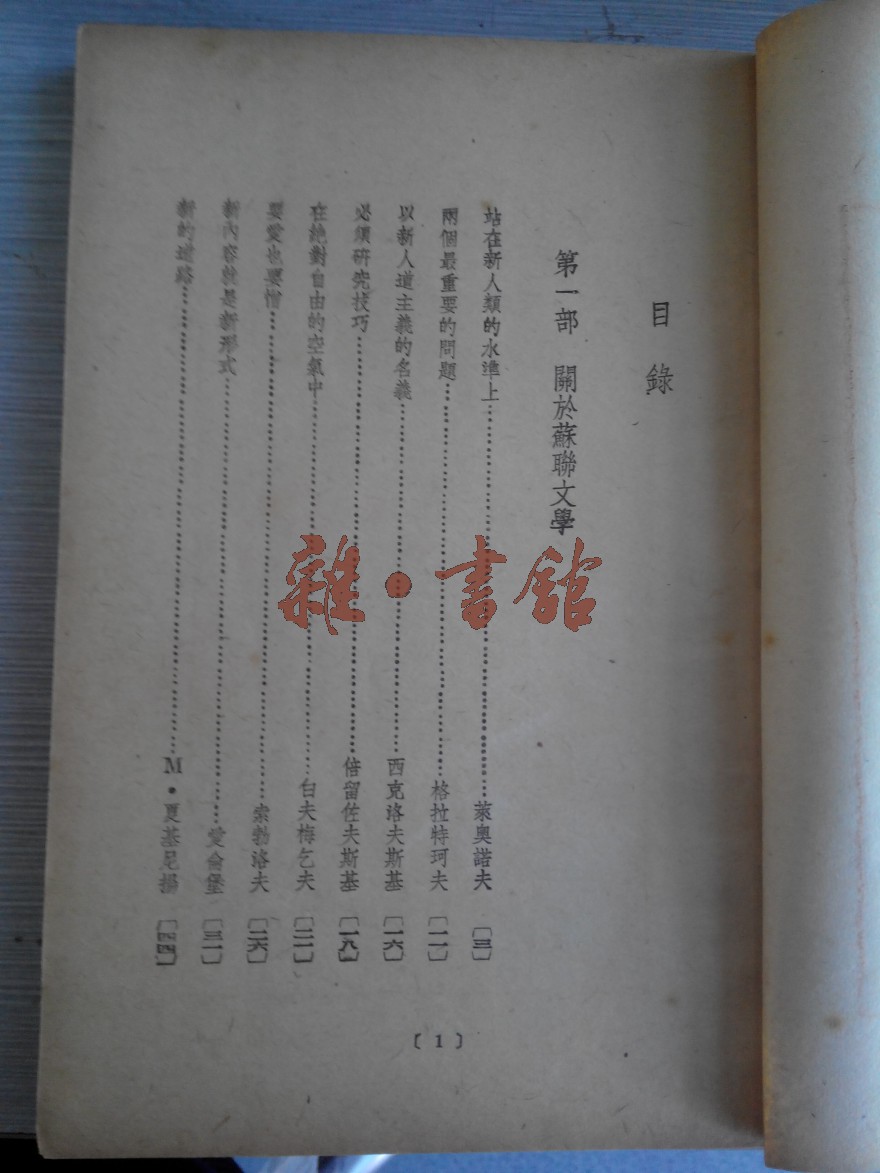 目錄
第一部 關於蘇聯文學
站在新人類的水準上……萊奧諾夫〔三〕
兩個最重要的問題……格拉特珂夫〔一一〕
以新人道主義的名義……西克洛夫斯基〔一六〕
必須研究技巧……倍留佐夫斯基〔一八〕
在絕對自由的空氣中……白夫梅乞夫〔二一〕
要愛也要憎……索勃洛夫〔二六〕
新內容就是新形式……愛倫堡〔三一〕
新的道路……M·夏基尼揚〔四四〕
〔1〕
雜·書館